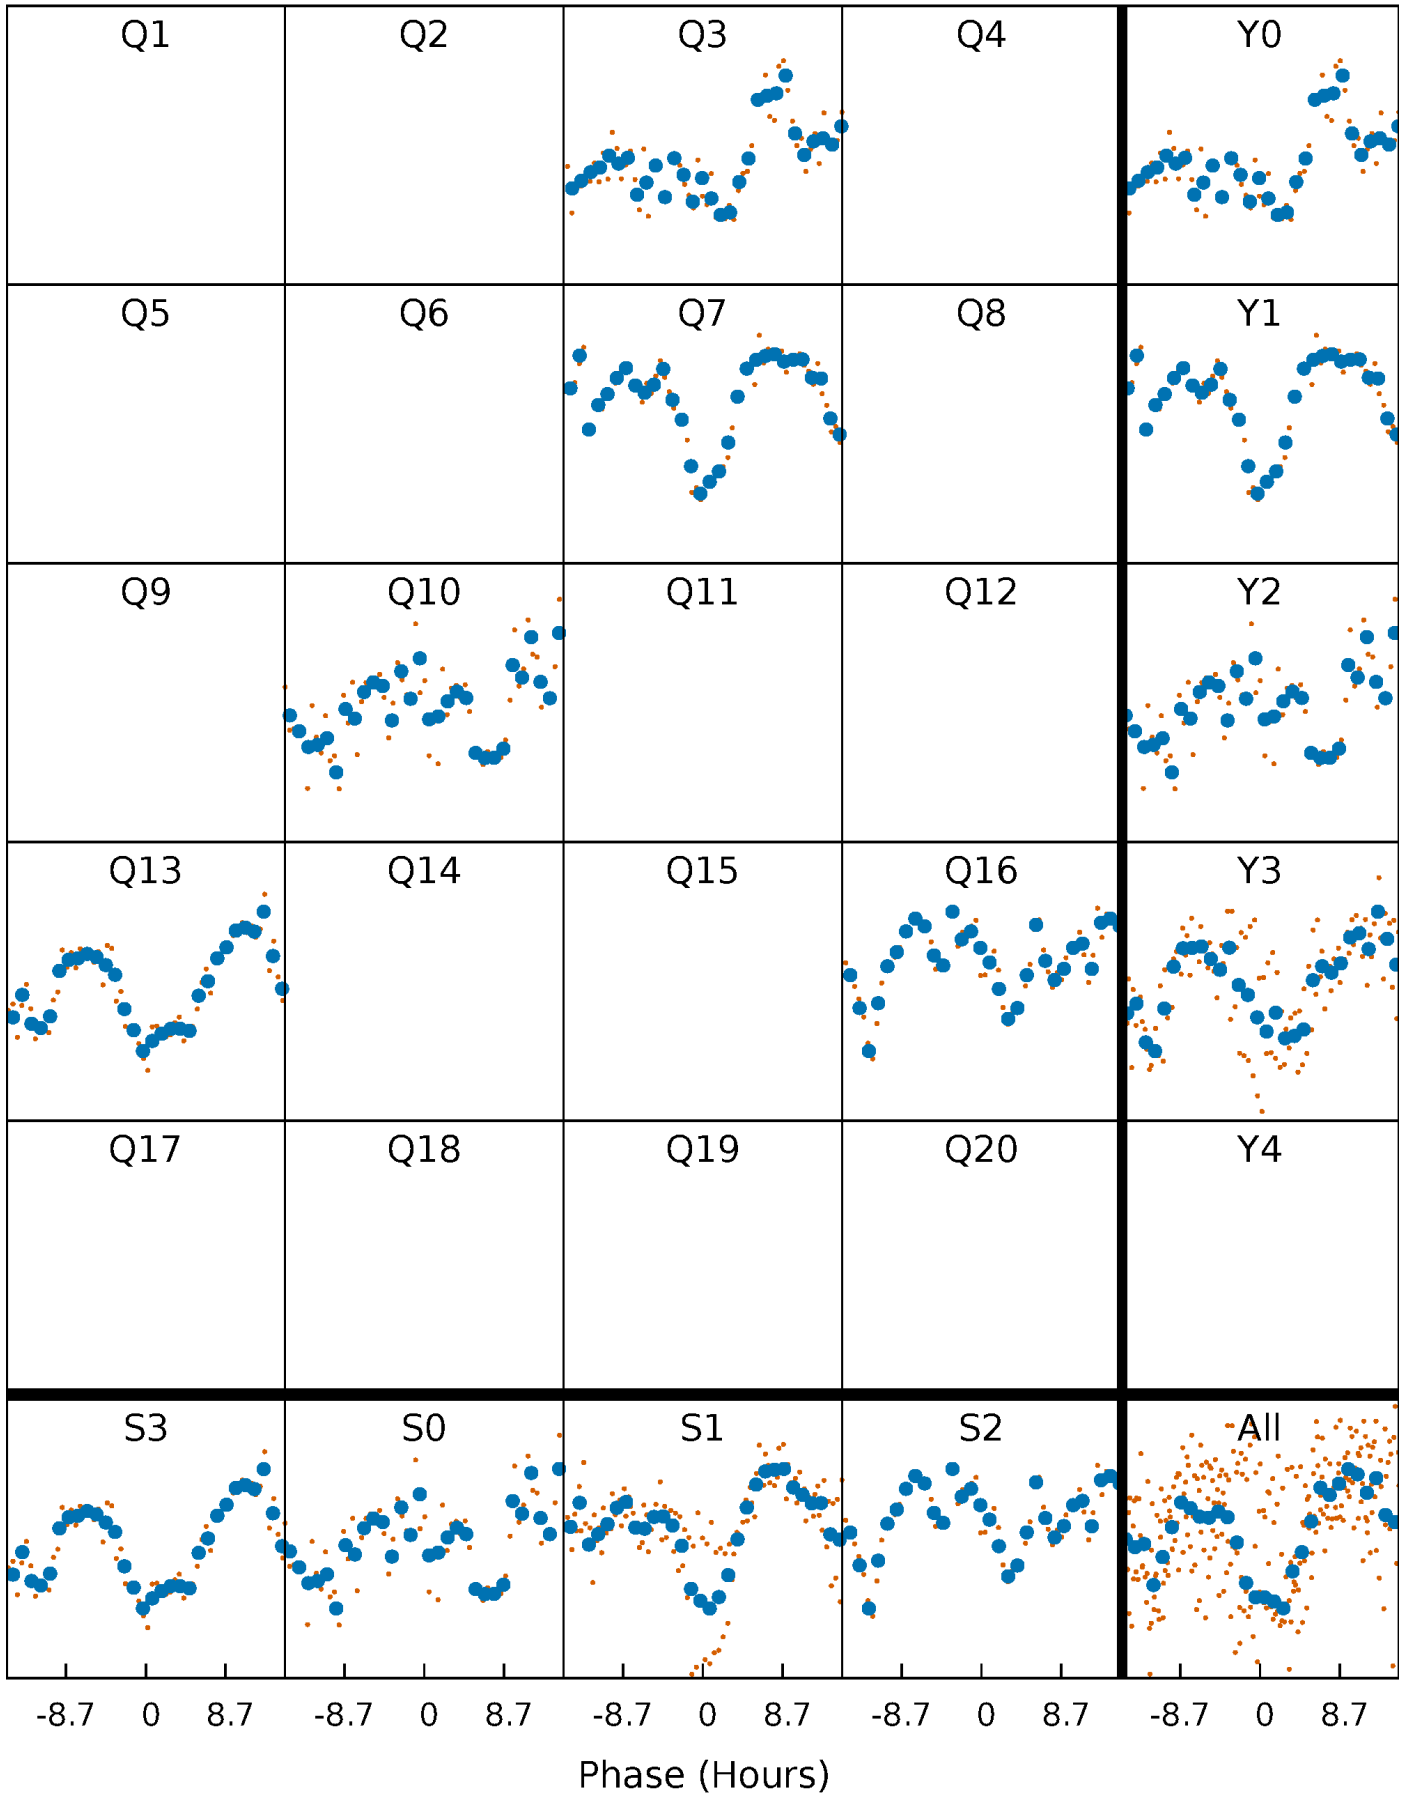 Q1 Q2 Q3 Q4 Y0
Q5 Q6 Q7 Q8 Y1
Q9 Q10 Q11 Q12 Y2
Q13 Q14 Q15 Q16 Y3
Q17 Q18 Q19 Q20 Y4
S3 S0 S1 S2 All
-8.7 0 8.7 -8.7 0 8.7 -8.7 0 8.7 -8.7 0 8.7 -8.7 0 8.7
Phase (Hours)